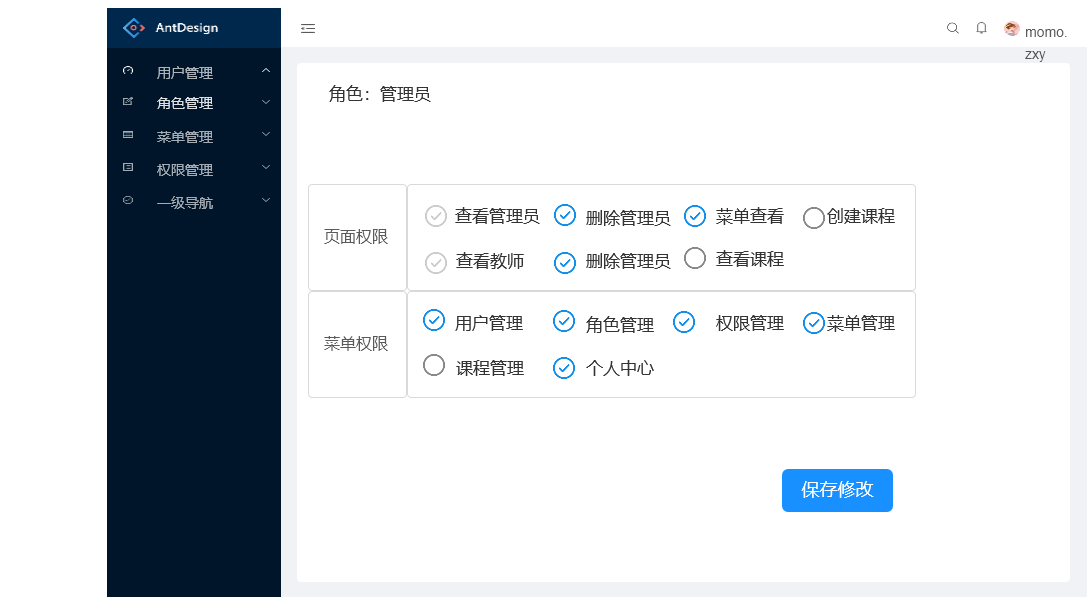 AntDesign
momo.
zxy
用户管理
角色管理
菜单管理
权限管理
一级导航
角色：管理员
页面权限
查看管理员 删除管理员 菜单查看 创建课程
查看教师 删除管理员 查看课程
菜单权限
用户管理 角色管理 权限管理 菜单管理
课程管理 个人中心
保存修改